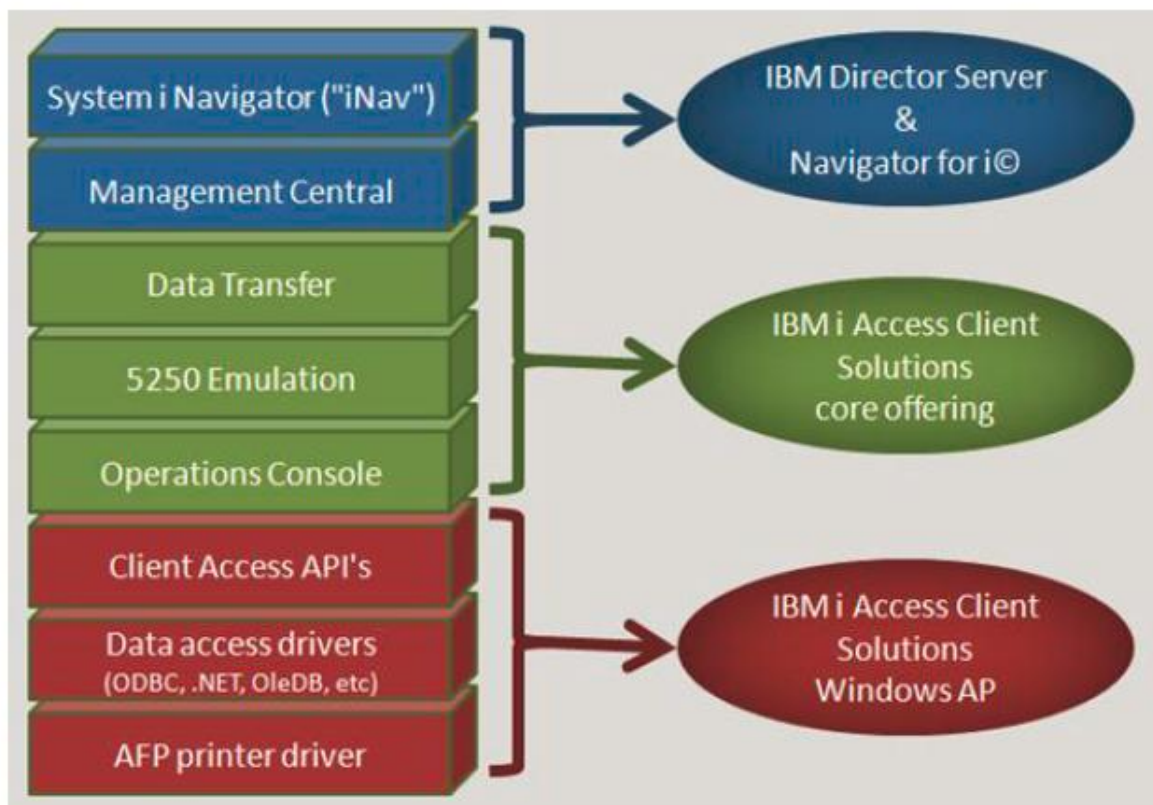 System i Navigator ("iNav")
Management Central
Data Transfer
5250 Emulation
Operations Console
Client Access API's
Data access drivers
(ODBC, .NET, OleDB, etc)
AFP printer driver
IBM Director Server
&
Navigator for i©
IBM i Access Client
Solutions
core offering
IBM i Access Client
Solutions
Windows AP